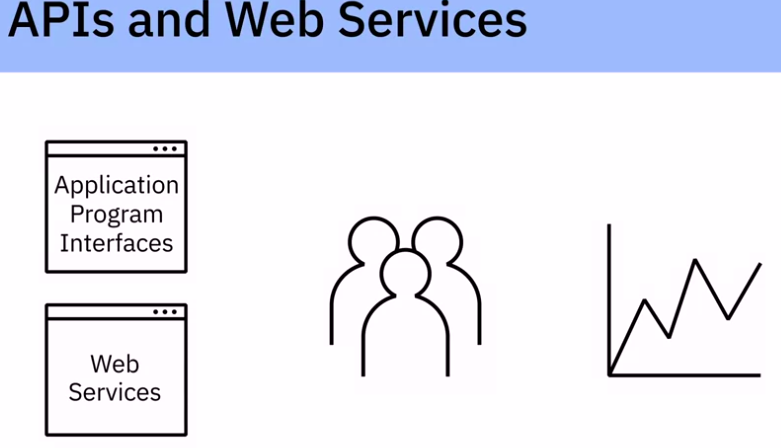 APIs and Web Services
Application
Program
Interfaces
Web
Services